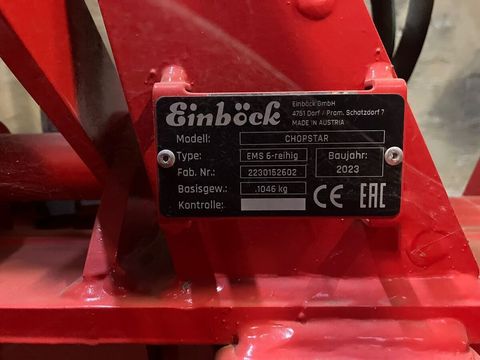 Einböck
Einböck GmbH
4751 Dorf / Pram, Schatzdorf 7
MADE IN AUSTRIA
Modell: CHOPSTAR
Type: EMS 6-reihig
Baujahr:
2023
Fab. Nr.: 2230152602
Basisgew.: .1046 kg
Kontrolle:
CE EAC